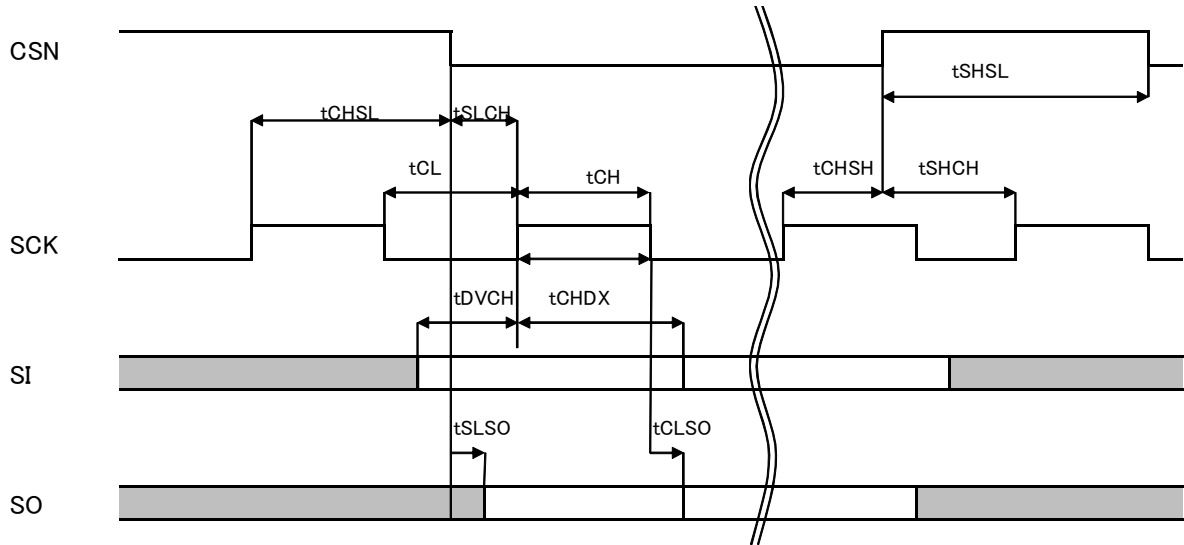 CSN
tSHSL
tCHSL
tSLCH
tCL
tCH
tCHSH
tSHCH
SCK
tDVCH
tCHDX
SI
tSLSO
tCLSO
SO